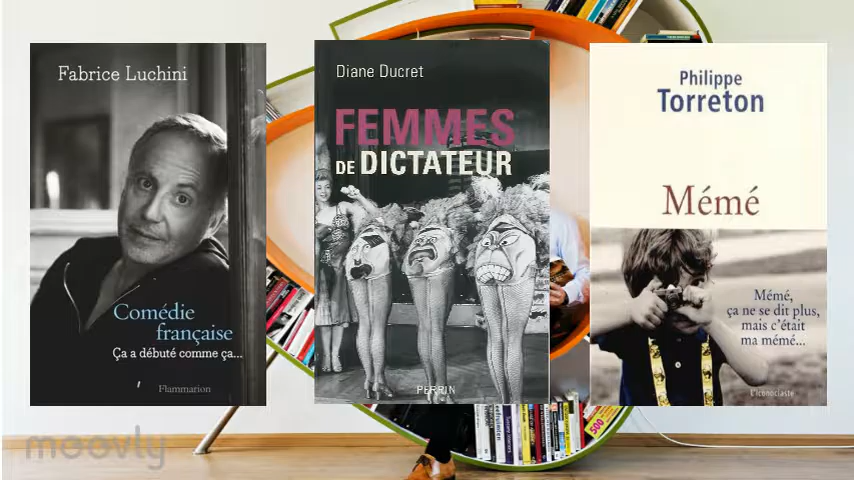 Fabrice Luchini
Comédie
française
Ça a débuté comme ça...
Flammarion
Diane Ducret
FEMMES
DE DICTATEUR
PERRIN
Philippe
Torreton
Mémé
Mémé,
ça ne se dit plus,
mais c'était
ma mémé...
L'Iconoclaste
500
moovly